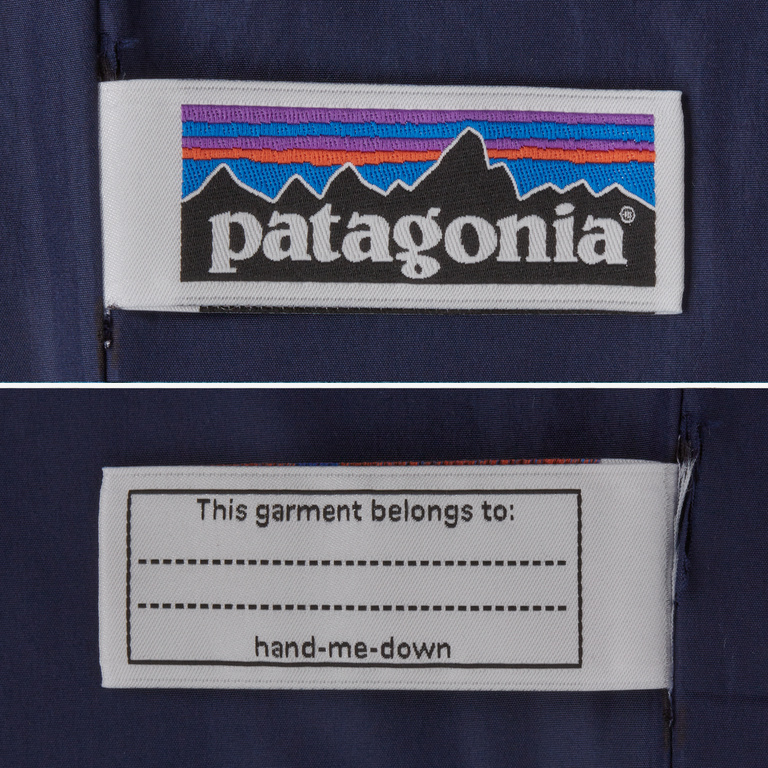 patagonia®
This garment belongs to:
hand-me-down